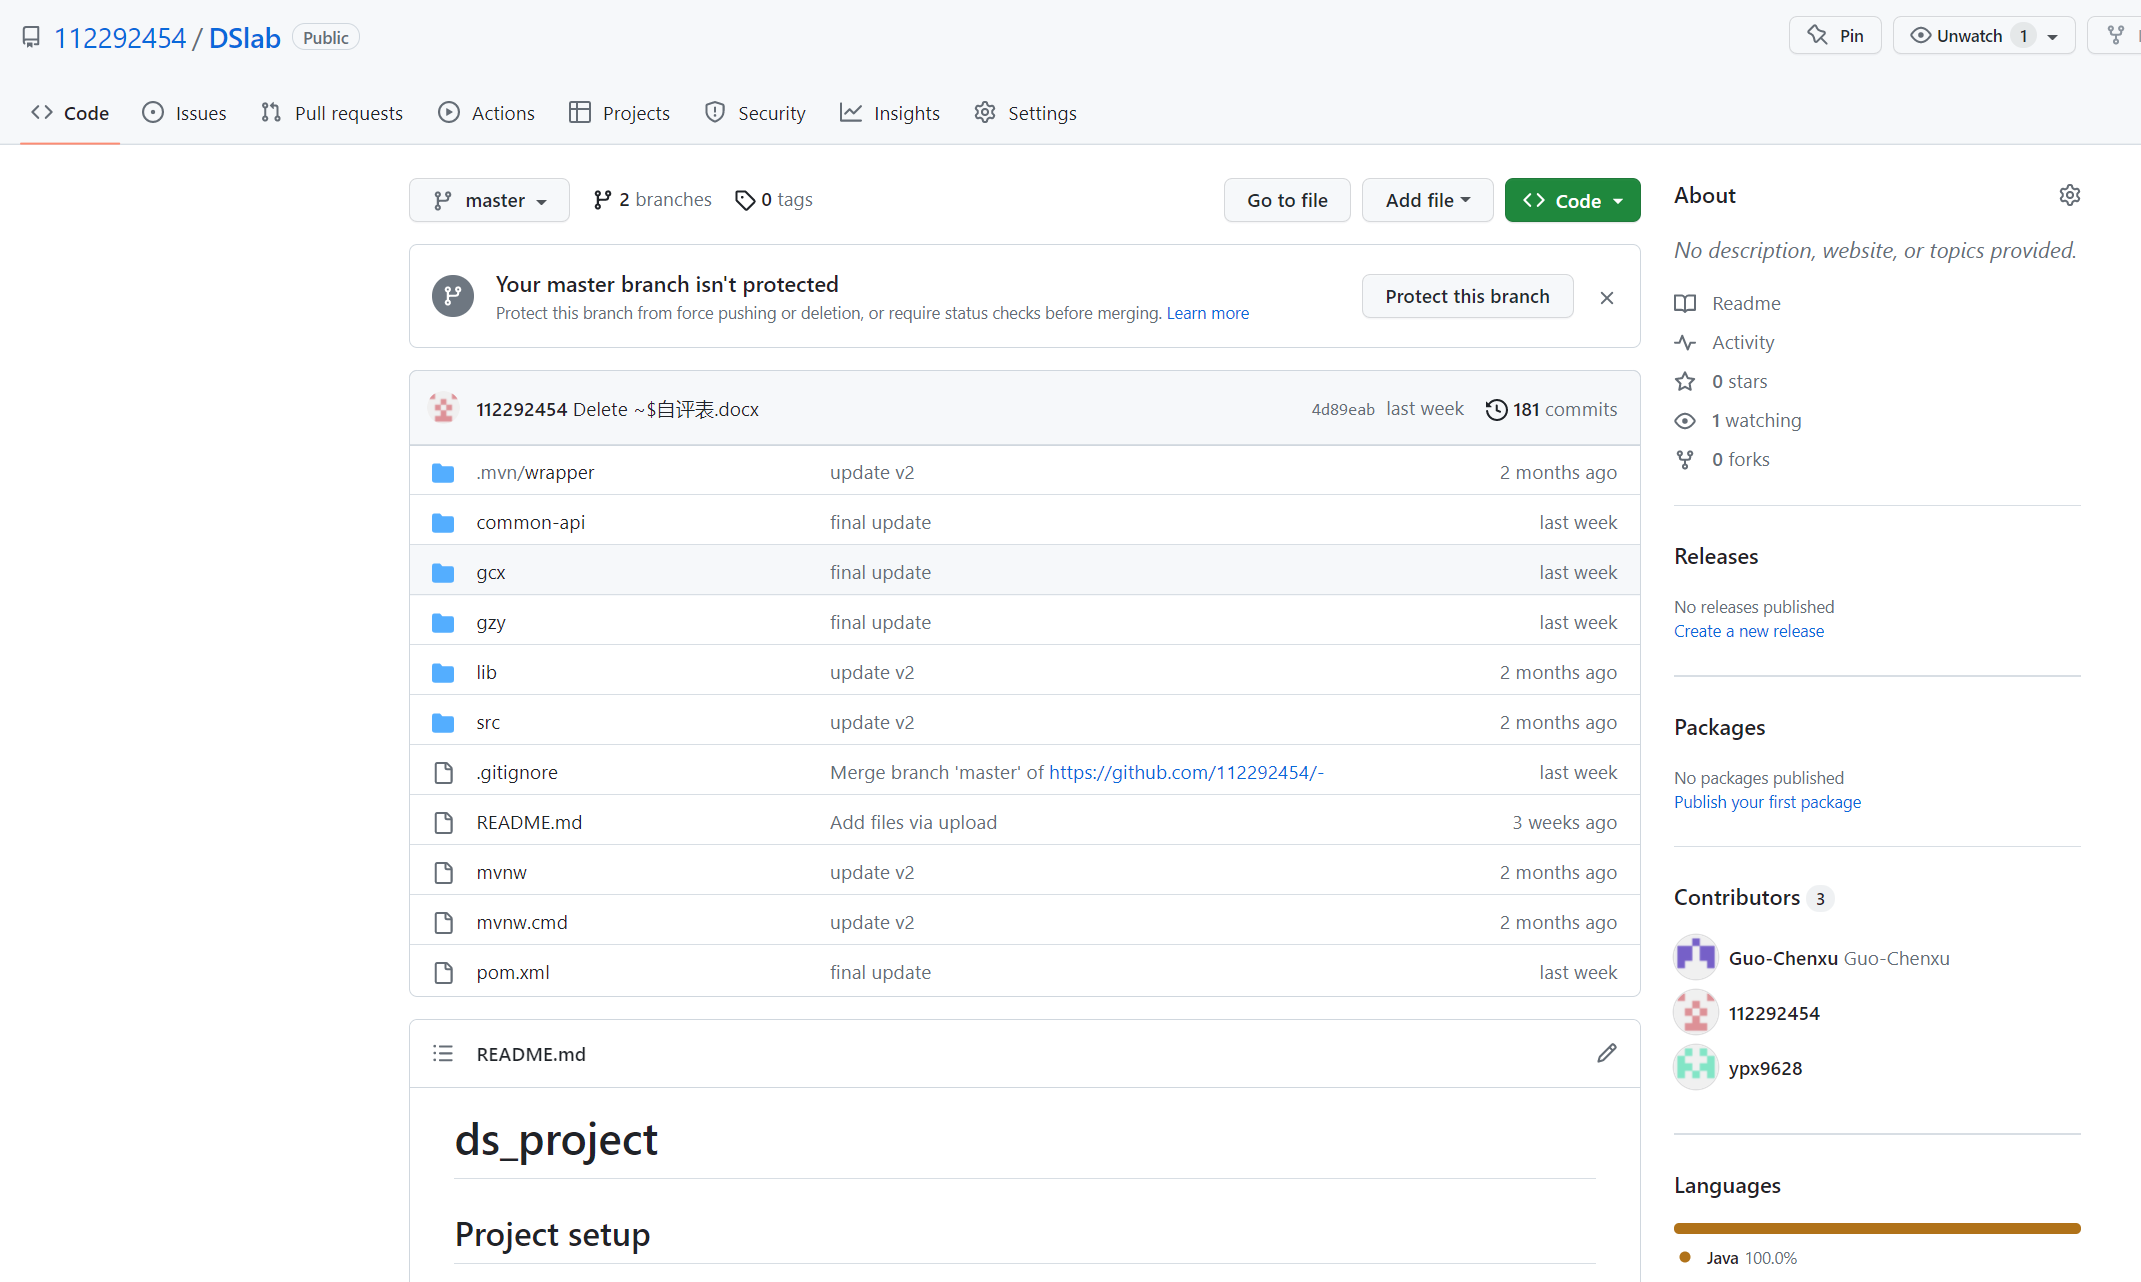 112292454 / DSlab Public
Pin
Unwatch 1
Code
Issues
Pull requests
Actions
Projects
Security
Insights
Settings
master
2 branches
0 tags
Go to file
Add file
Code
Your master branch isn't protected
Protect this branch from force pushing or deletion, or require status checks before merging. Learn more
Protect this branch
112292454 Delete ~$自评表.docx 4d89eab last week 181 commits
.mvn/wrapper update v2 2 months ago
common-api final update last week
gcx final update last week
gzy final update last week
lib update v2 2 months ago
src update v2 2 months ago
.gitignore Merge branch 'master' of https://github.com/112292454/- last week
README.md Add files via upload 3 weeks ago
mvnw update v2 2 months ago
mvnw.cmd update v2 2 months ago
pom.xml final update last week
README.md
ds_project
Project setup
About
No description, website, or topics provided.
Readme
Activity
0 stars
1 watching
0 forks
Releases
No releases published
Create a new release
Packages
No packages published
Publish your first package
Contributors 3
Guo-Chenxu Guo-Chenxu
112292454
ypx9628
Languages
Java 100.0%